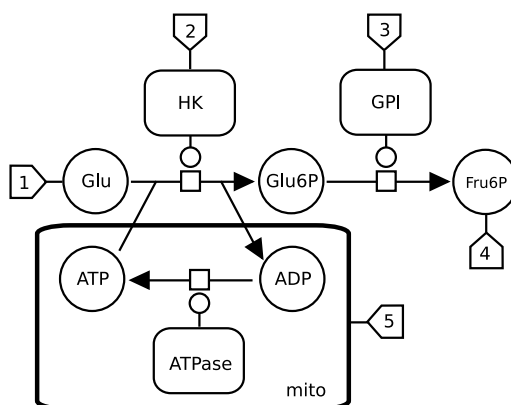 2
3
HK
GPI
1
Glu
Glu6P
Fru6P
ATP
ADP
4
5
ATPase
mito